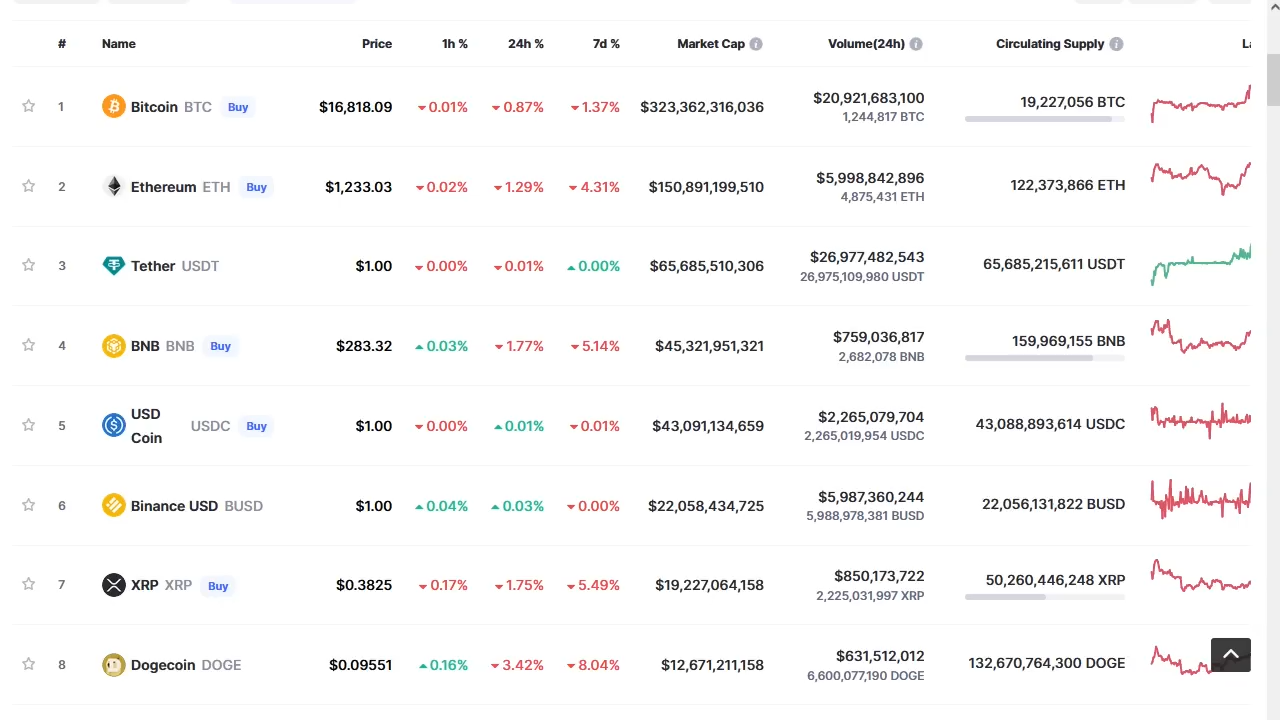 # Name Price 1h % 24h % 7d % Market Cap Volume(24h) Circulating Supply
1 Bitcoin BTC Buy $16,818.09 0.01% 0.87% 1.37% $323,362,316,036 $20,921,683,100 19,227,056 BTC
1,244,817 BTC
2 Ethereum ETH Buy $1,233.03 0.02% 1.29% 4.31% $150,891,199,510 $5,998,842,896 122,373,866 ETH
4,875,431 ETH
3 Tether USDT $1.00 0.00% 0.01% 0.00% $65,685,510,306 $26,977,482,543 65,685,215,611 USDT
26,975,109,980 USDT
4 BNB BNB Buy $283.32 0.03% 1.77% 5.14% $45,321,951,321 $759,036,817 159,969,155 BNB
2,682,078 BNB
5 USD Coin USDC Buy $1.00 0.00% 0.01% 0.01% $43,091,134,659 $2,265,079,704 43,088,893,614 USDC
2,265,019,954 USDC
6 Binance USD BUSD $1.00 0.04% 0.03% 0.00% $22,058,434,725 $5,987,360,244 22,056,131,822 BUSD
5,988,978,381 BUSD
7 XRP XRP Buy $0.3825 0.17% 1.75% 5.49% $19,227,064,158 $850,173,722 50,260,446,248 XRP
2,225,031,997 XRP
8 Dogecoin DOGE $0.09551 0.16% 3.42% 8.04% $12,671,211,158 $631,512,012 132,670,764,300 DOGE
6,600,077,190 DOGE